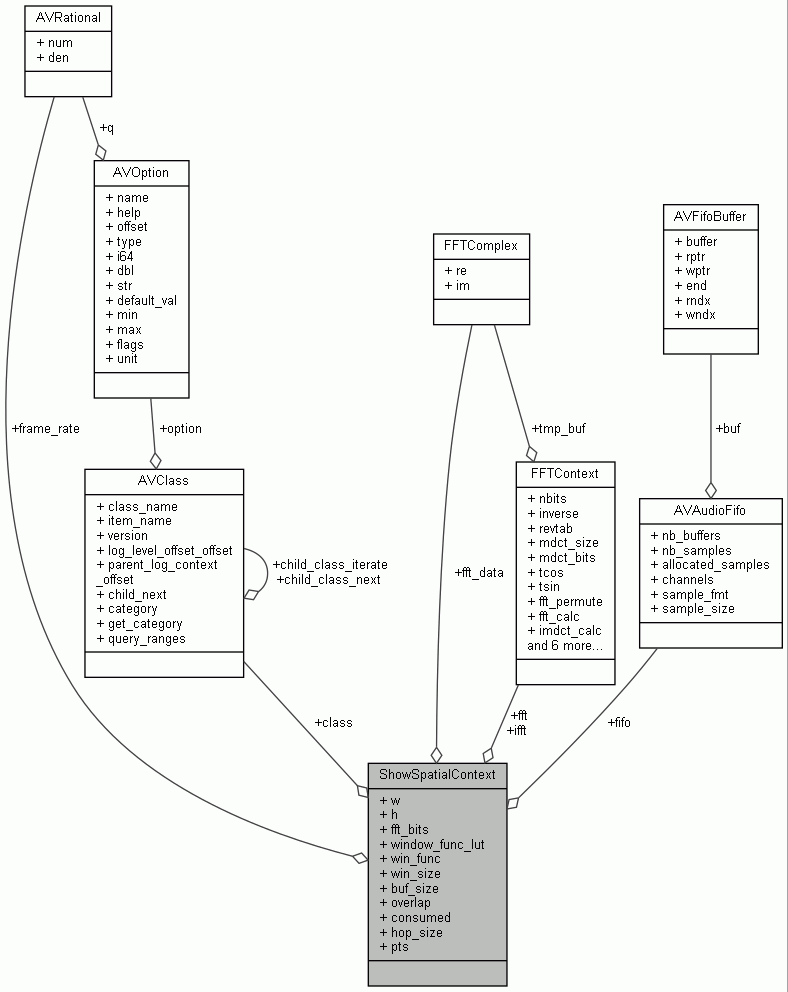 AVRational
+ num
+ den
+q
AVOption
+ name
+ help
+ offset
+ type
+ i64
+ dbl
+ str
+ default_val
+ min
+ max
+ flags
+ unit
AVFifoBuffer
+ buffer
+ rptr
+ wptr
+ end
+ rndx
+ wndx
FFTComplex
+ re
+ im
+frame_rate
+option
+tmp_buf
+buf
AVClass
+ class_name
+ item_name
+ version
+ log_level_offset_offset
+ parent_log_context
_offset
+ child_next
+ category
+ get_category
+ query_ranges
+child_class_iterate
+child_class_next
+fft_data
FFTContext
+ nbits
+ inverse
+ revtab
+ mdct_size
+ mdct_bits
+ tcos
+ tsin
+ fft_permute
+ fft_calc
+ imdct_calc
and 6 more...
AVAudioFifo
+ nb_buffers
+ nb_samples
+ allocated_samples
+ channels
+ sample_fmt
+ sample_size
+class
+fft
+ifft
+fifo
ShowSpatialContext
+ w
+ h
+ fft_bits
+ window_func_lut
+ win_func
+ win_size
+ buf_size
+ overlap
+ consumed
+ hop_size
+ pts